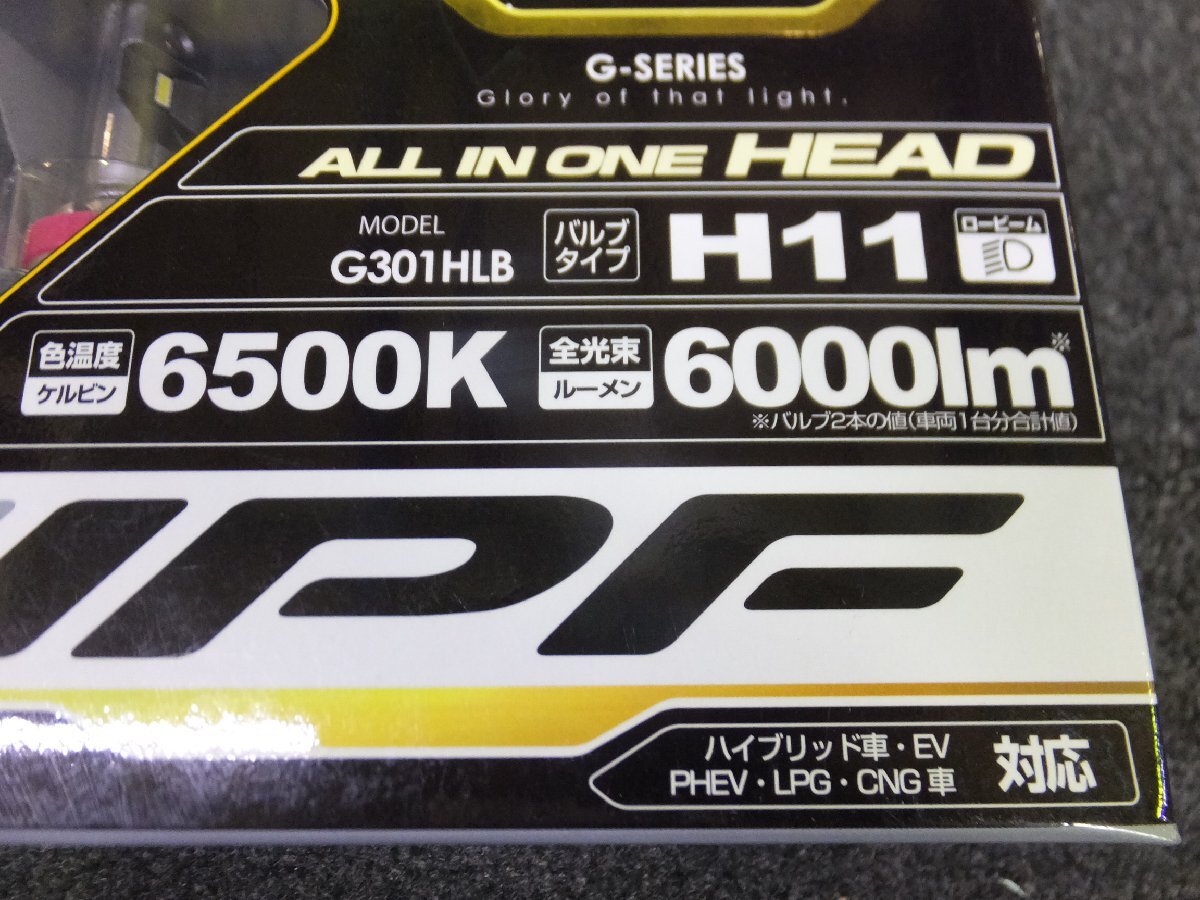 G-SERIES
Glory of that light.
ALL IN ONE HEAD
MODEL
G301HLB
バルブ
タイプ
H11
ロービーム
色温度
ケルビン
6500K
全光束
ルーメン
6000lm※
※バルブ2本の値(車両1台分合計値)
IPF
ハイブリッド車・EV
PHEV・LPG・CNG車
対応